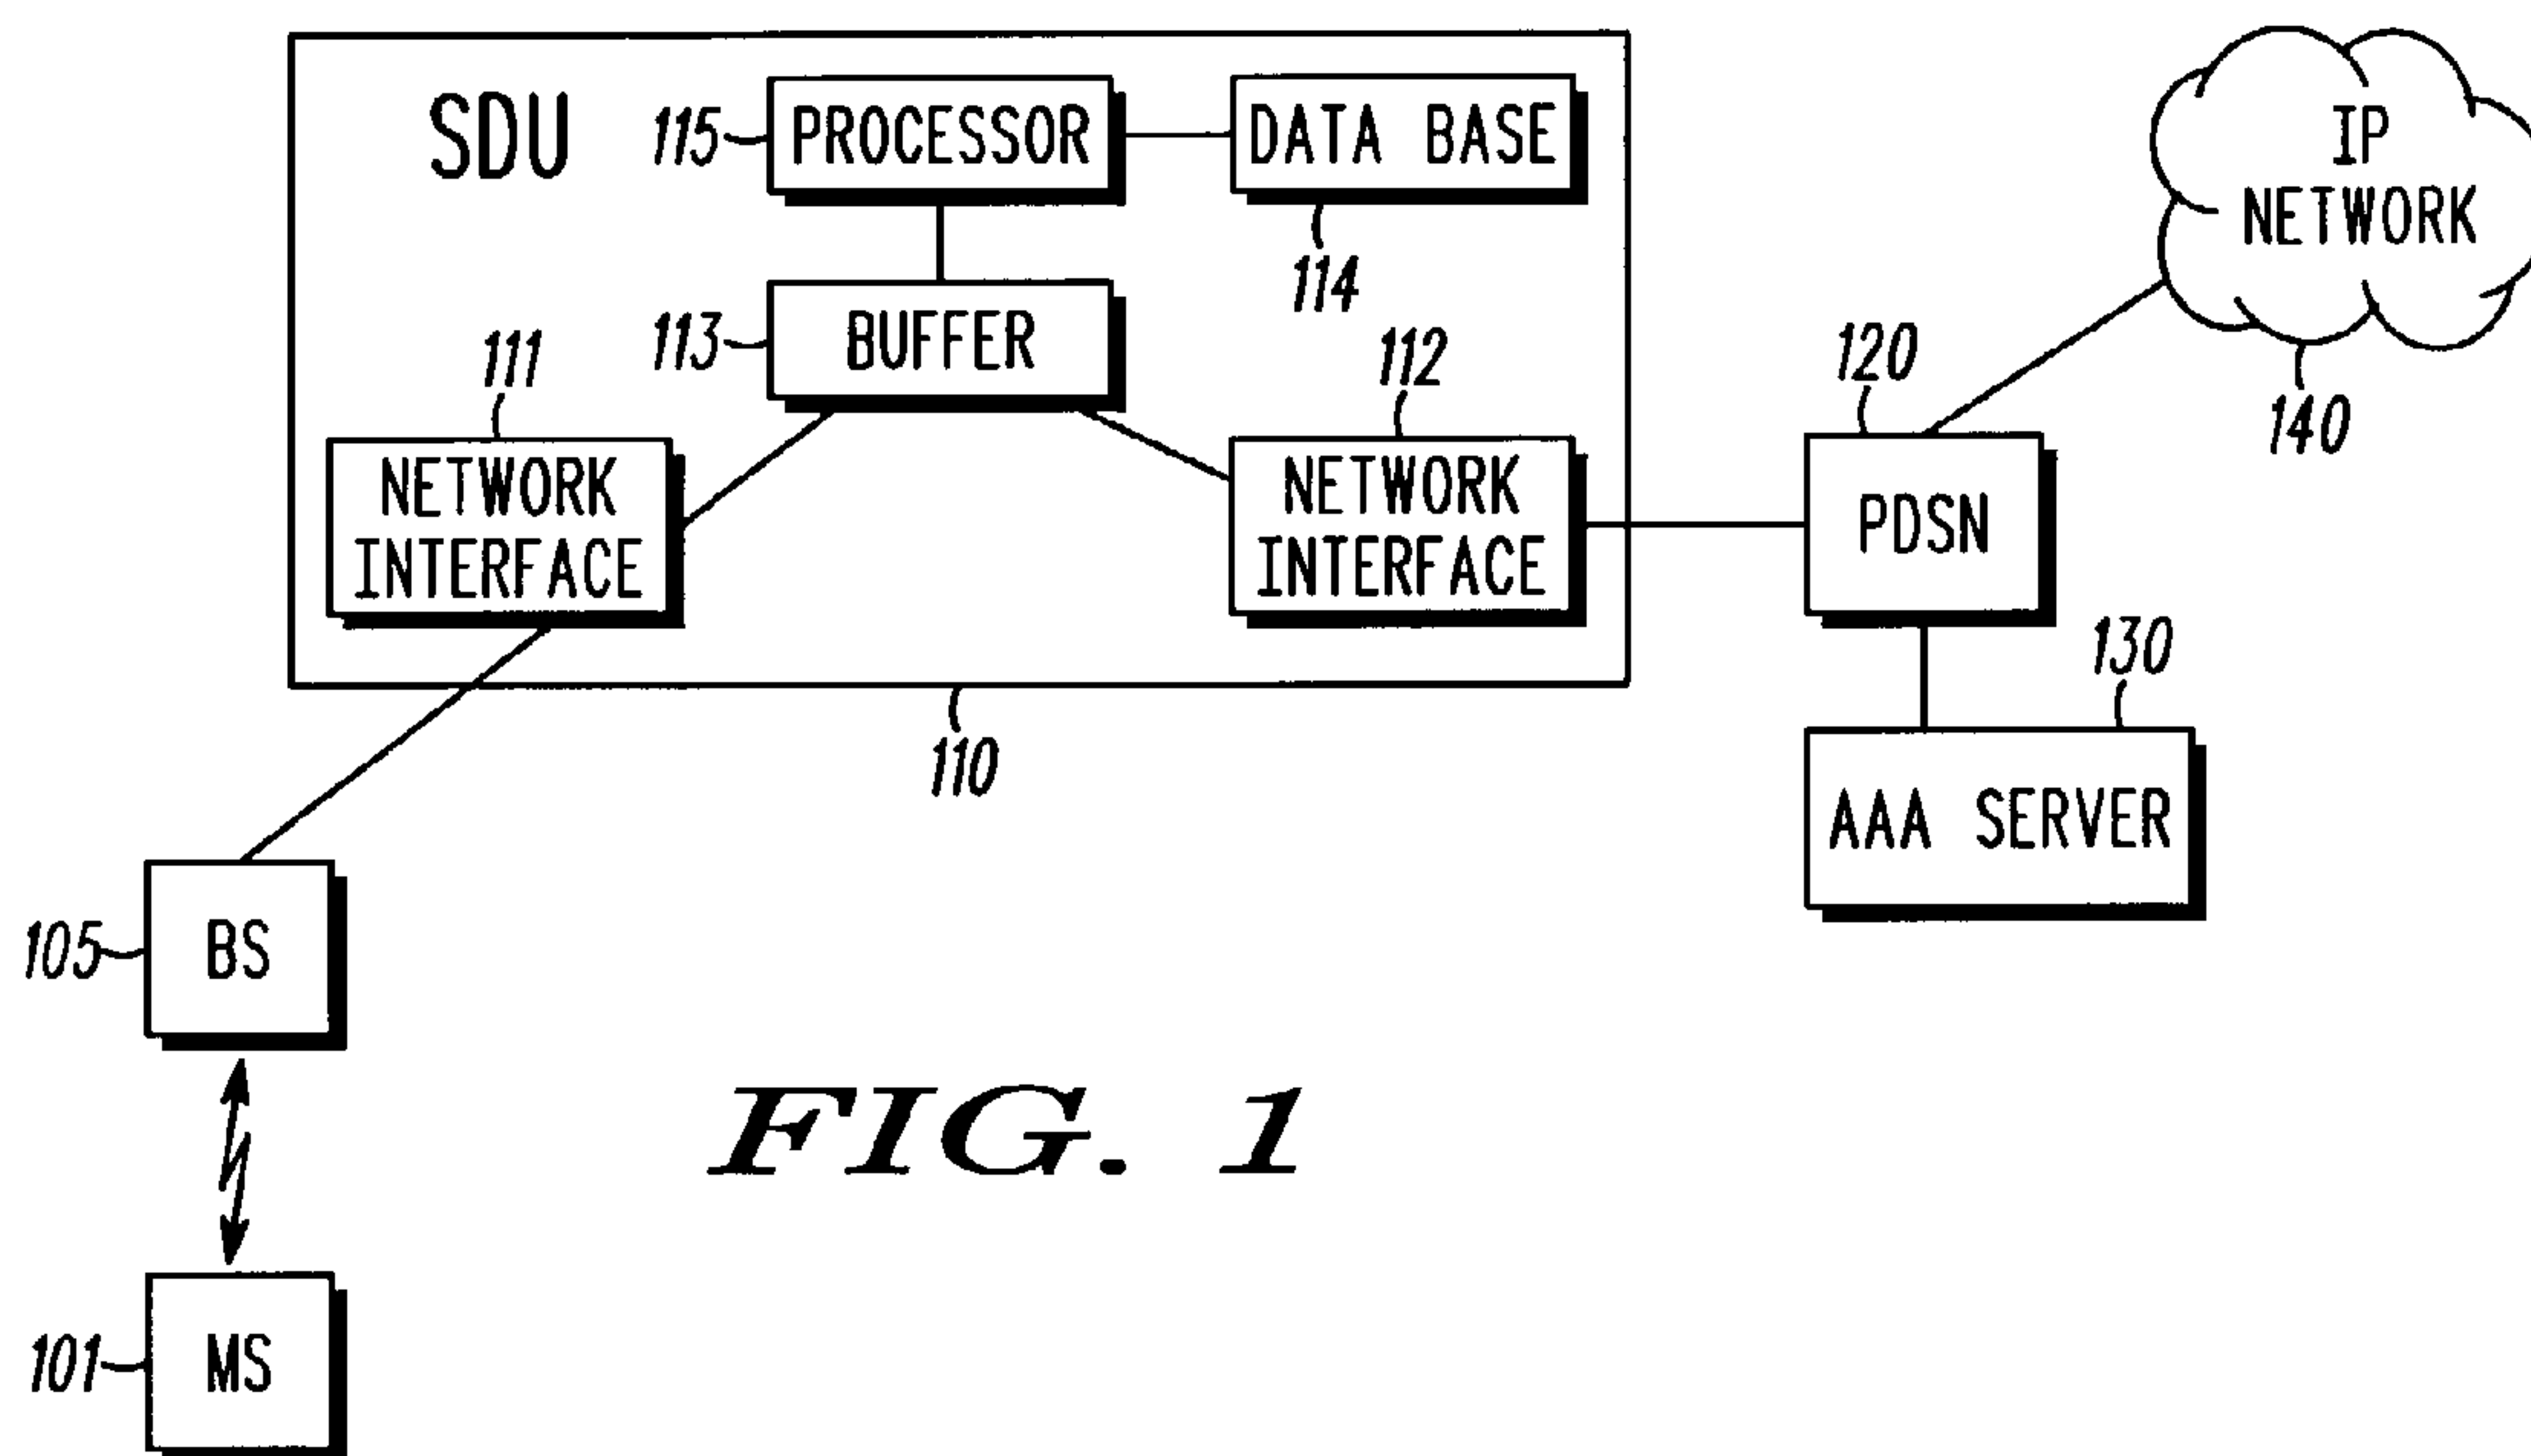 SDU
115
PROCESSOR
DATA BASE
114
113
BUFFER
111
NETWORK
INTERFACE
112
NETWORK
INTERFACE
110
120
PDSN
IP
NETWORK
140
130
AAA SERVER
105
BS
101
MS
FIG. 1